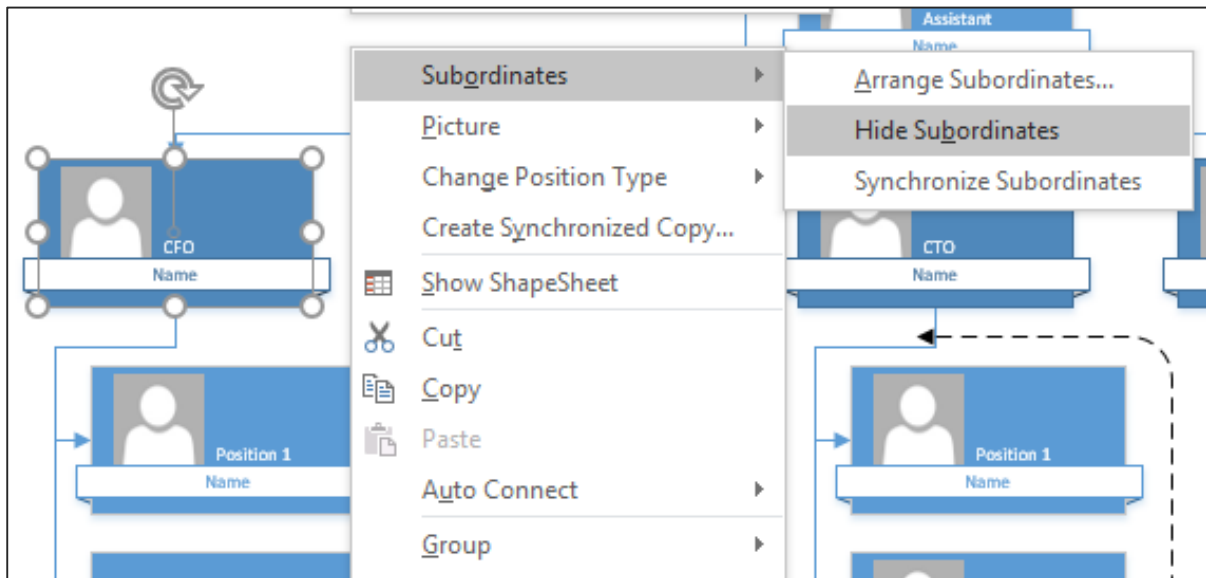 Assistant
Name
Subordinates
Arrange Subordinates...
Hide Subordinates
Synchronize Subordinates
Picture
Change Position Type
Create Synchronized Copy...
Show ShapeSheet
Cut
Copy
Paste
Auto Connect
Group
CFO
Name
CTO
Name
Position 1
Name
Position 1
Name